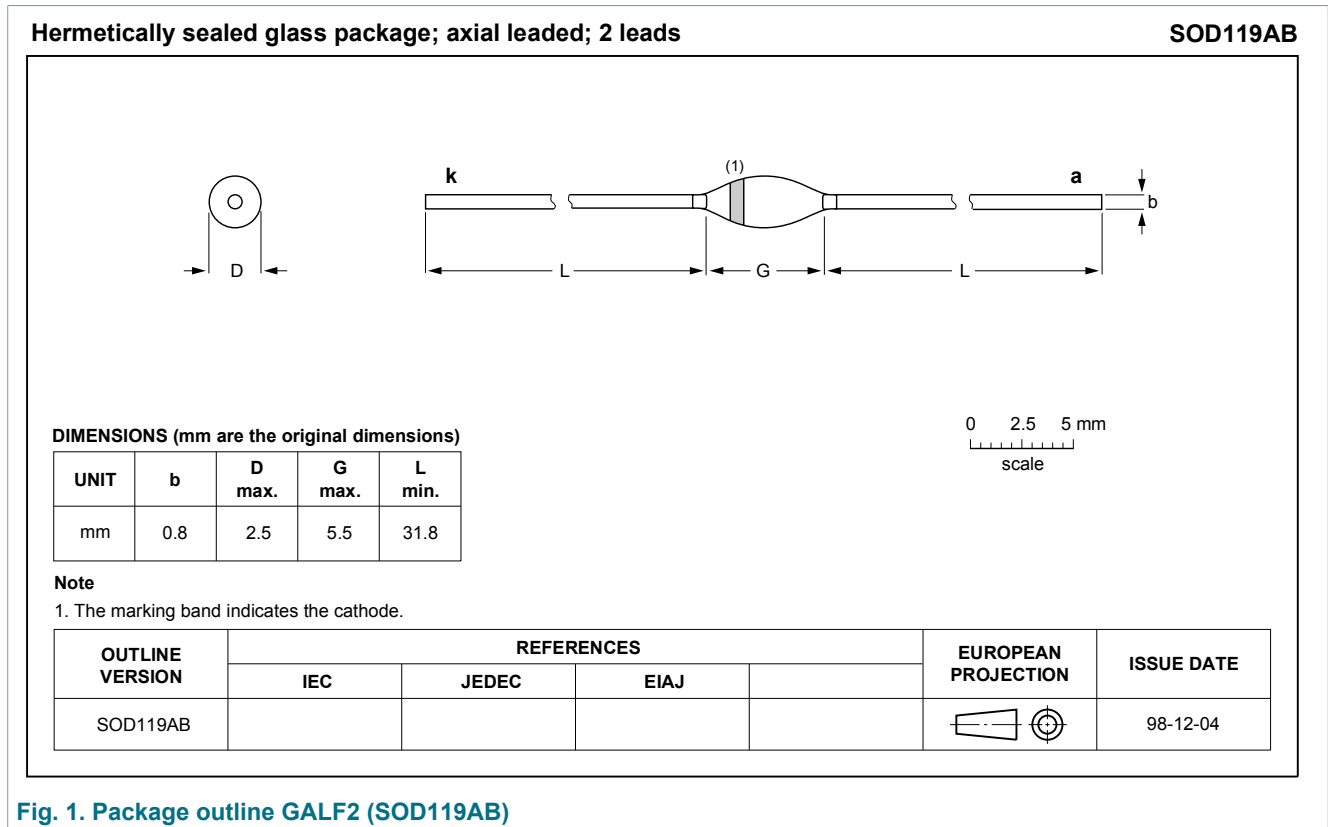 Hermetically sealed glass package; axial leaded; 2 leads SOD119AB
(1)
k a
b
D L G L
0 2.5 5 mm
scale
DIMENSIONS (mm are the original dimensions)
UNIT b D max. G max. L min.
mm 0.8 2.5 5.5 31.8
Note
1. The marking band indicates the cathode.
OUTLINE VERSION REFERENCES EUROPEAN PROJECTION ISSUE DATE
IEC JEDEC EIAJ
SOD119AB 98-12-04
Fig. 1. Package outline GALF2 (SOD119AB)